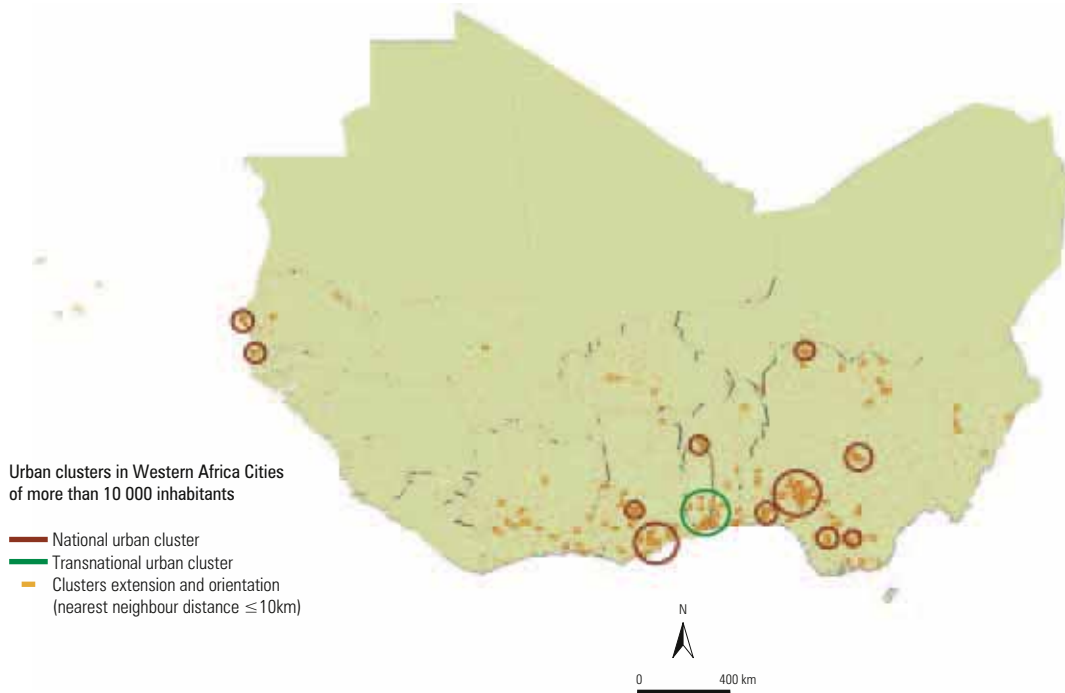 Urban clusters in Western Africa Cities
of more than 10 000 inhabitants
National urban cluster
Transnational urban cluster
Clusters extension and orientation
(nearest neighbour distance ≤10km)
N
0 400 km